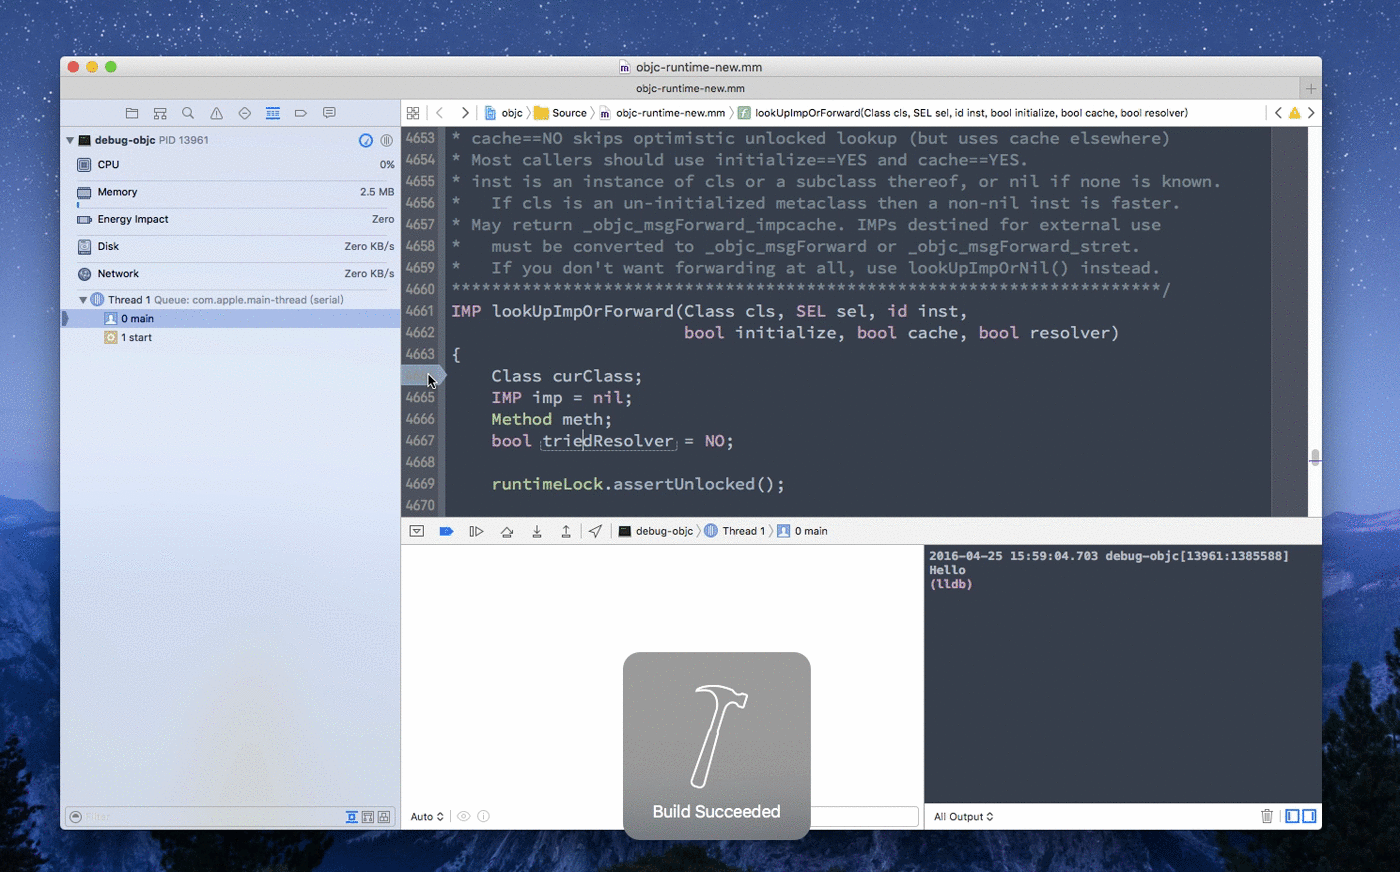 objc-runtime-new.mm
objc-runtime-new.mm
debug-objc PID 13961
CPU 0%
Memory 2.5 MB
Energy Impact Zero
Disk Zero KB/s
Network Zero KB/s
Thread 1 Queue: com.apple.main-thread (serial)
0 main
1 start
Filter
objc Source objc-runtime-new.mm lookUpImpOrForward(Class cls, SEL sel, id inst, bool initialize, bool cache, bool resolver)
4653 * cache==NO skips optimistic unlocked lookup (but uses cache elsewhere)
4654 * Most callers should use initialize==YES and cache==YES.
4655 * inst is an instance of cls or a subclass thereof, or nil if none is known.
4656 *   If cls is an un-initialized metaclass then a non-nil inst is faster.
4657 * May return _objc_msgForward_impcache. IMPs destined for external use
4658 *   must be converted to _objc_msgForward or _objc_msgForward_stret.
4659 *   If you don't want forwarding at all, use lookUpImpOrNil() instead.
4660 **********************************************************************/
4661 IMP lookUpImpOrForward(Class cls, SEL sel, id inst,
4662                        bool initialize, bool cache, bool resolver)
4663 {
    Class curClass;
4665     IMP imp = nil;
4666     Method meth;
4667     bool triedResolver = NO;
4668
4669     runtimeLock.assertUnlocked();
4670
debug-objc Thread 1 0 main
2016-04-25 15:59:04.703 debug-objc[13961:1385588]
Hello
(lldb)
Build Succeeded
Auto
All Output